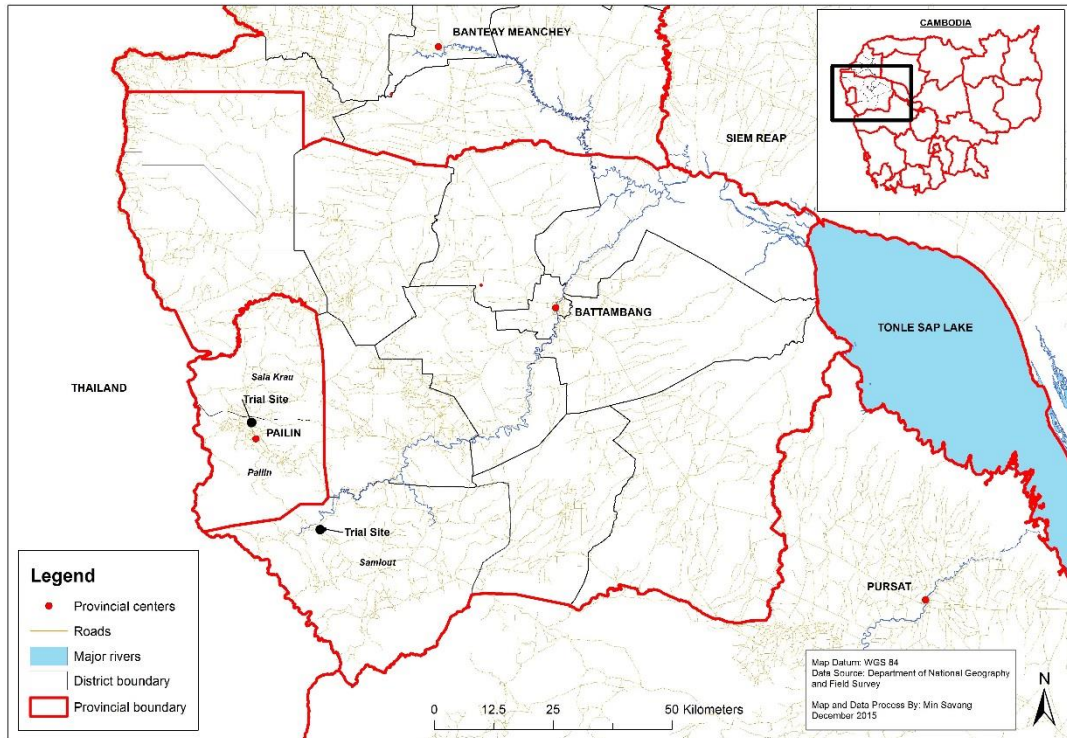 BANTEAY MEANCHEY
CAMBODIA
SIEM REAP
BATTAMBANG
TONLE SAP LAKE
THAILAND
Sala Krau
Trial Site
PAILIN
Pailin
Trial Site
Samlout
PURSAT
Legend
Provincial centers
Roads
Major rivers
District boundary
Provincial boundary
0 12.5 25 50 Kilometers
Map Datum: WGS 84
Data Source: Department of National Geography
and Field Survey
Map and Data Process By: Min Savang
December 2015
N